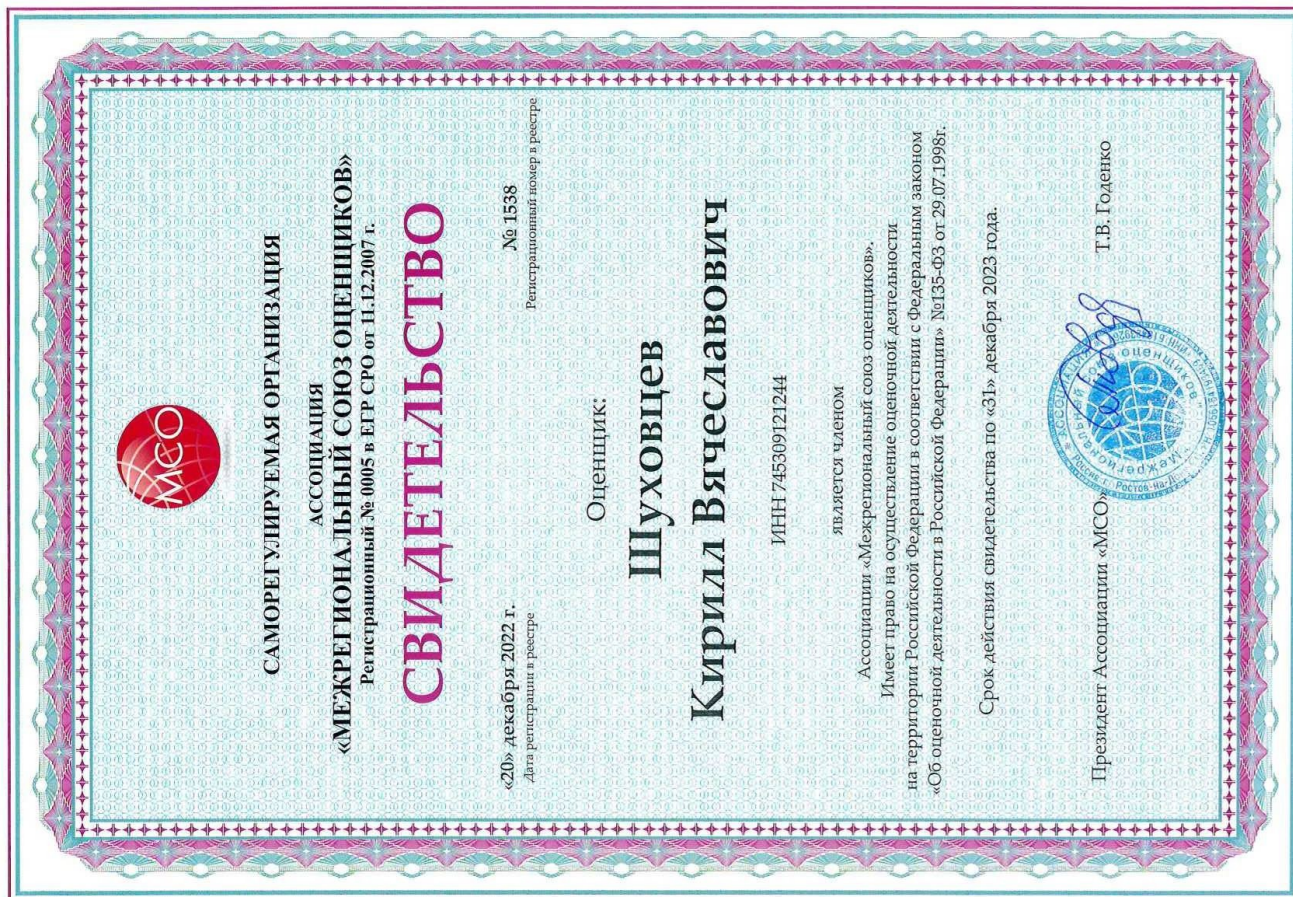 МСО
САМОРЕГУЛИРУЕМАЯ ОРГАНИЗАЦИЯ
АССОЦИАЦИЯ
«МЕЖРЕГИОНАЛЬНЫЙ СОЮЗ ОЦЕНЩИКОВ»
Регистрационный № 0005 в ЕГР СРО от 11.12.2007 г.
СВИДЕТЕЛЬСТВО
«20» декабря 2022 г. № 1538
Дата регистрации в реестре Регистрационный номер в реестре
Оценщик:
Шуховцев
Кирилл Вячеславович
ИНН 745309121244
является членом
Ассоциации «Межрегиональный союз оценщиков».
Имеет право на осуществление оценочной деятельности
на территории Российской Федерации в соответствии с Федеральным законом
«Об оценочной деятельности в Российской Федерации» №135-ФЗ от 29.07.1998г.
Срок действия свидетельства по «31» декабря 2023 года.
Президент Ассоциации «МСО» Т.В. Годенко